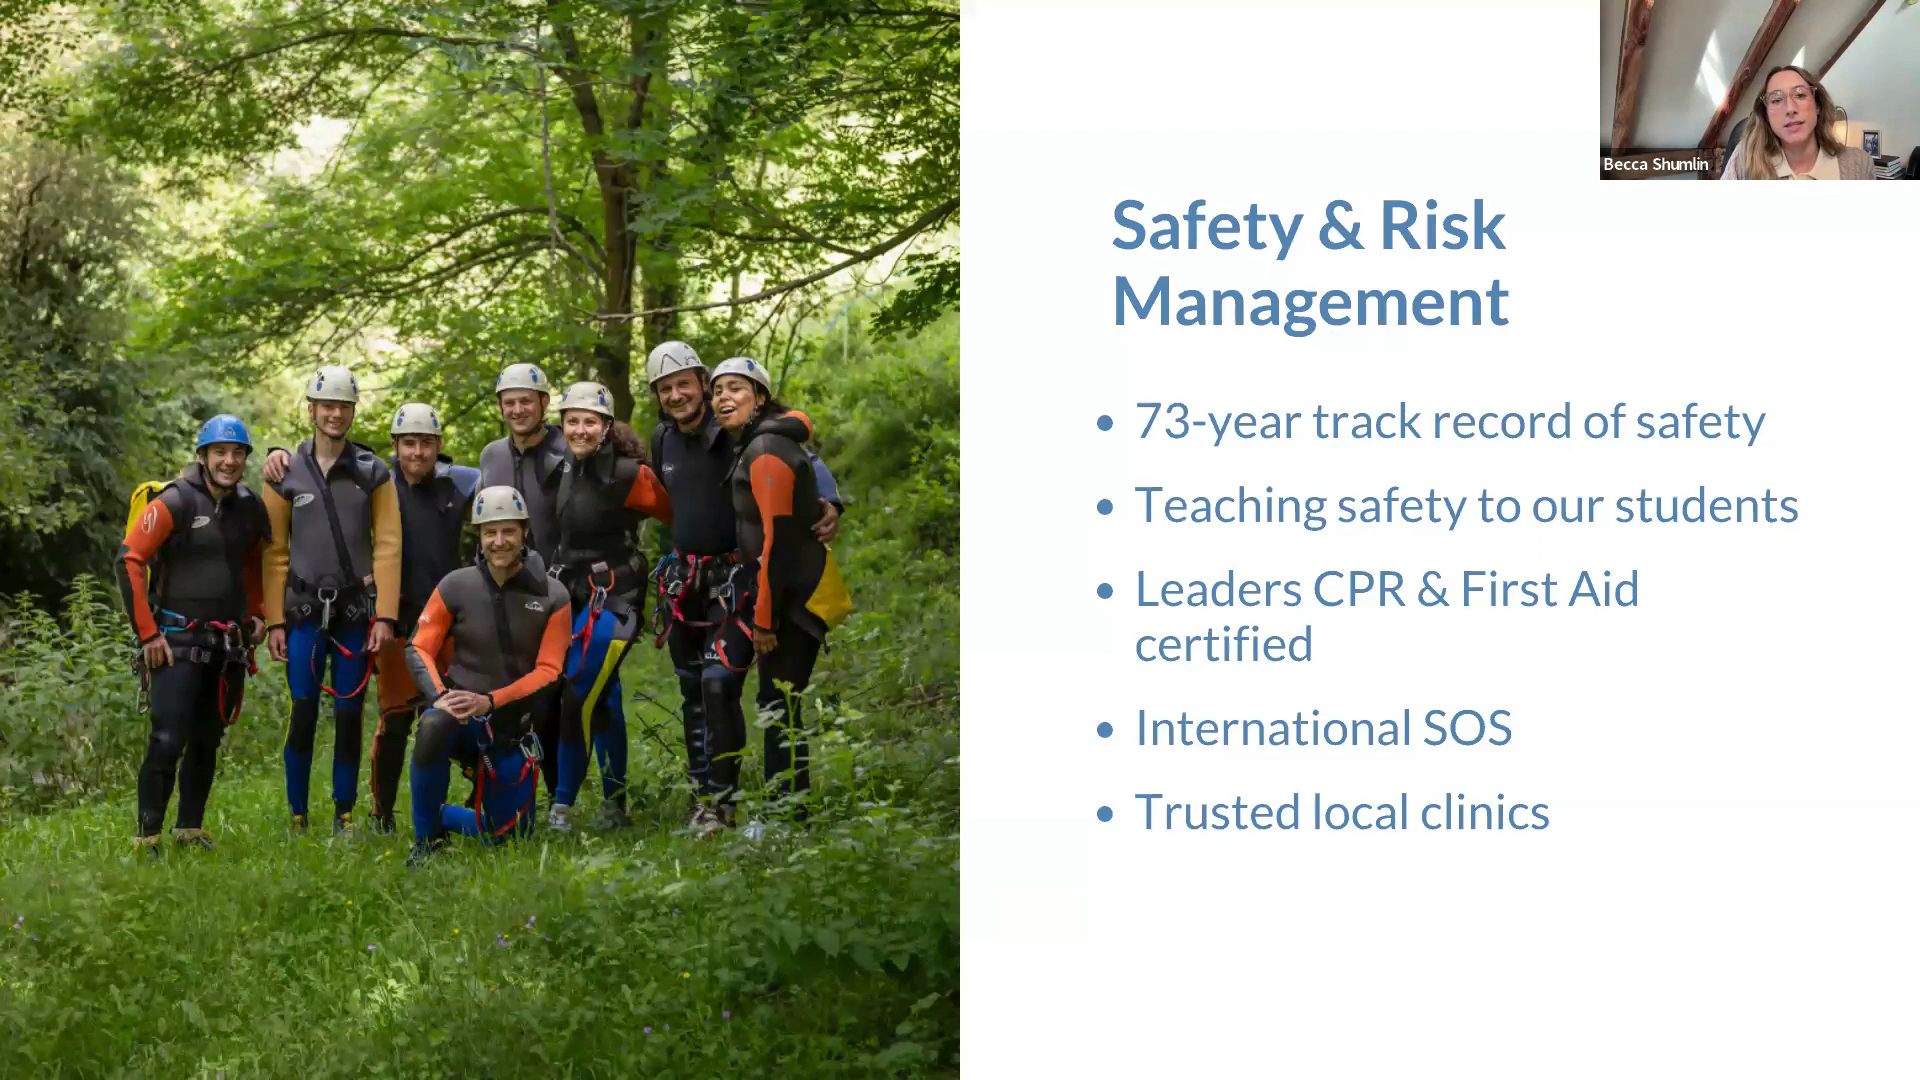 Becca Shumlin
Safety & Risk
Management
• 73-year track record of safety
• Teaching safety to our students
• Leaders CPR & First Aid
certified
• International SOS
• Trusted local clinics